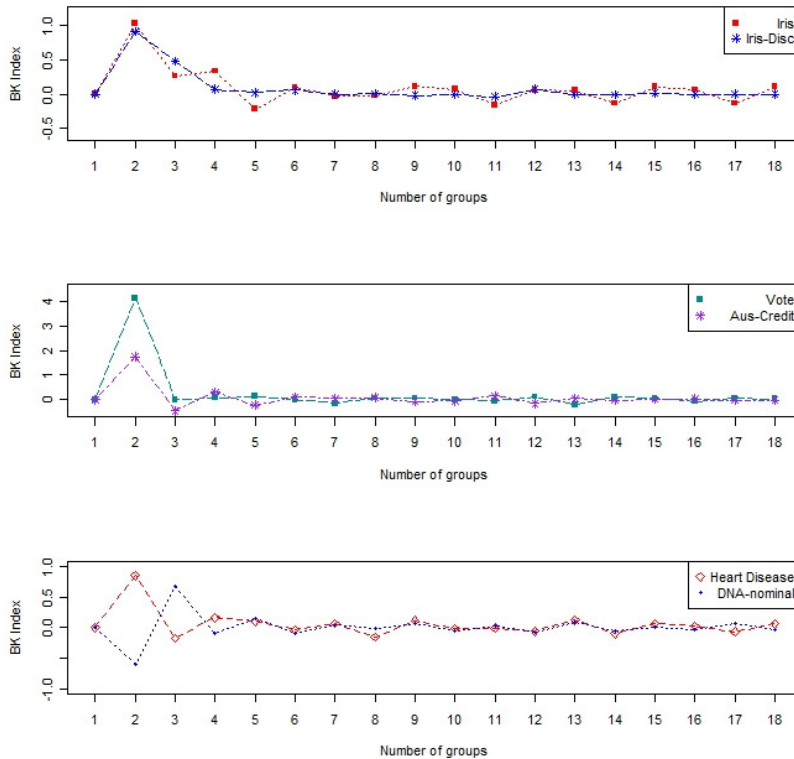 1.0
0.5
0.0
-0.5
BK Index
Iris
Iris-Disc
1 2 3 4 5 6 7 8 9 10 11 12 13 14 15 16 17 18
Number of groups
4
3
2
1
0
BK Index
Vote
Aus-Credit
1 2 3 4 5 6 7 8 9 10 11 12 13 14 15 16 17 18
Number of groups
1.0
0.5
0.0
-1.0
BK Index
Heart Disease
DNA-nominal
1 2 3 4 5 6 7 8 9 10 11 12 13 14 15 16 17 18
Number of groups